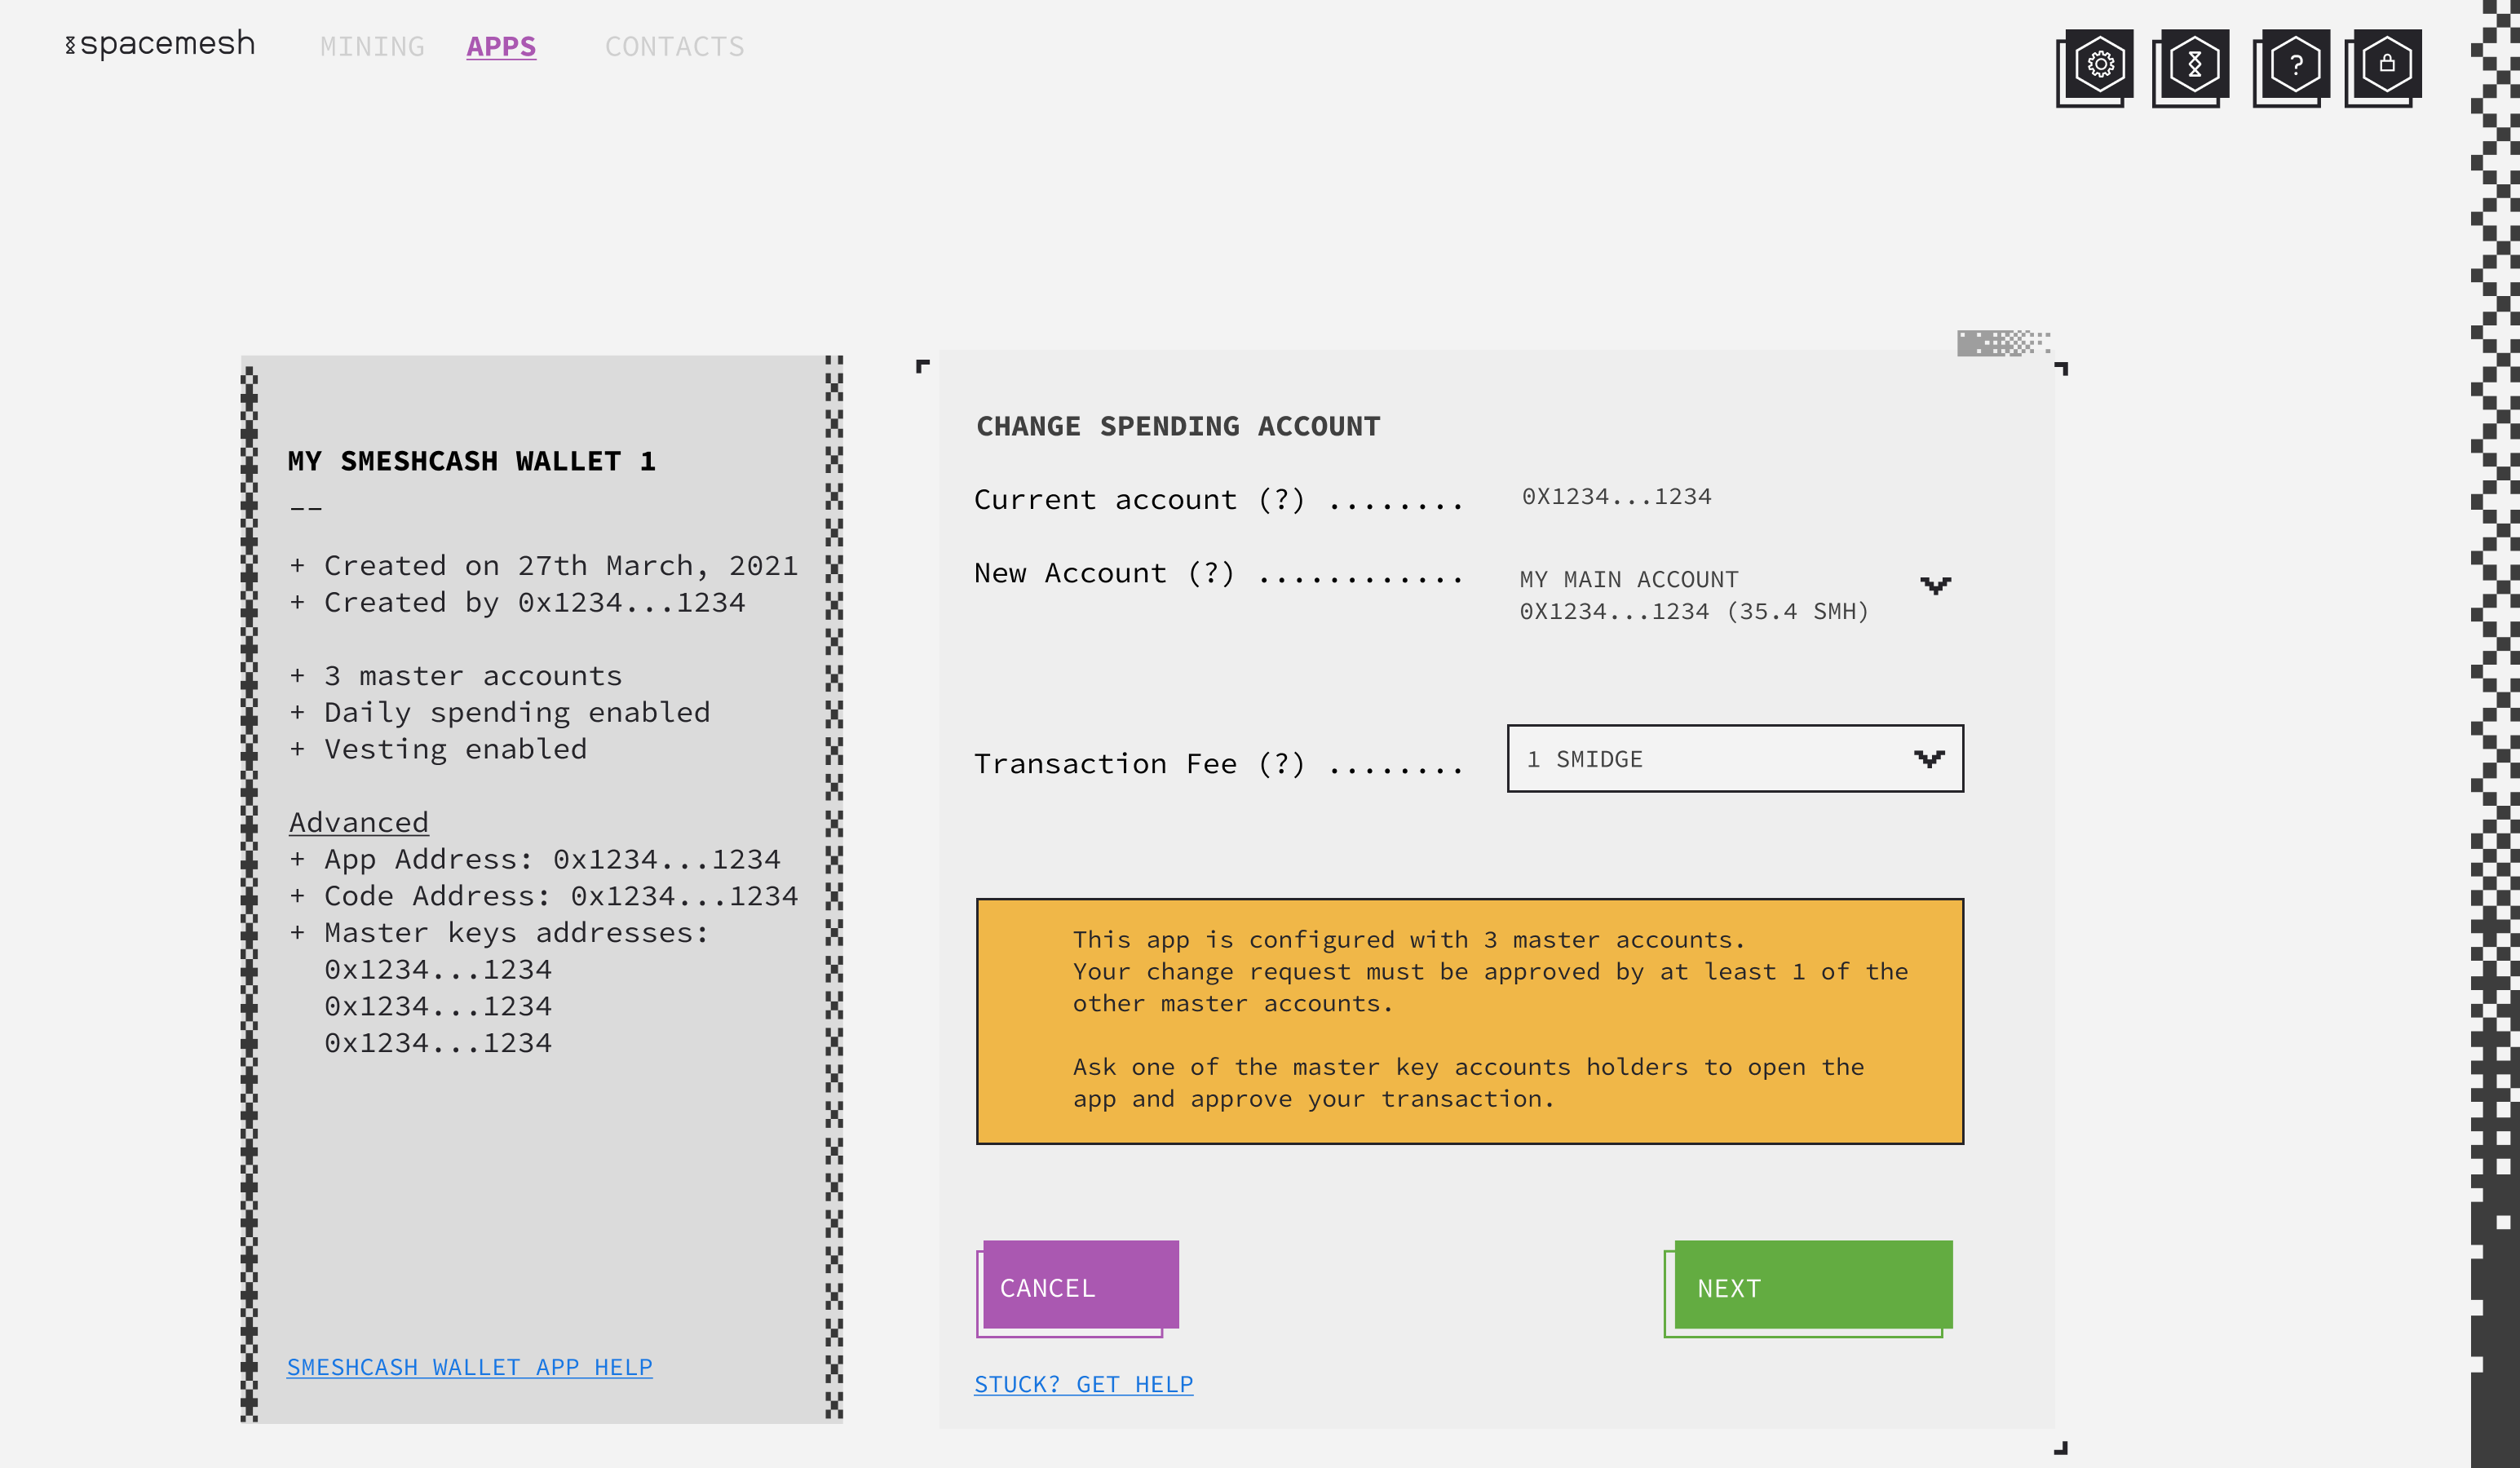 spacemesh
MINING
APPS
CONTACTS
?
MY SMESHCASH WALLET 1
--
+ Created on 27th March, 2021
+ Created by 0x1234...1234
+ 3 master accounts
+ Daily spending enabled
+ Vesting enabled
Advanced
+ App Address: 0x1234...1234
+ Code Address: 0x1234...1234
+ Master keys addresses:
0x1234...1234
0x1234...1234
0x1234...1234
SMESHCASH WALLET APP HELP
CHANGE SPENDING ACCOUNT
Current account (?) ........ 0X1234...1234
New Account (?) ............ MY MAIN ACCOUNT
0X1234...1234 (35.4 SMH)
Transaction Fee (?) ........ 1 SMIDGE
This app is configured with 3 master accounts.
Your change request must be approved by at least 1 of the
other master accounts.
Ask one of the master key accounts holders to open the
app and approve your transaction.
CANCEL
NEXT
STUCK? GET HELP